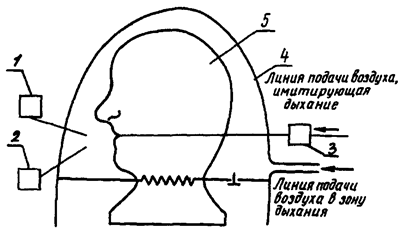 5
4
1
Линия подачи воздуха,
имитирующая
дыхание
2
3
Линия подачи
воздуха в зону
дыхания